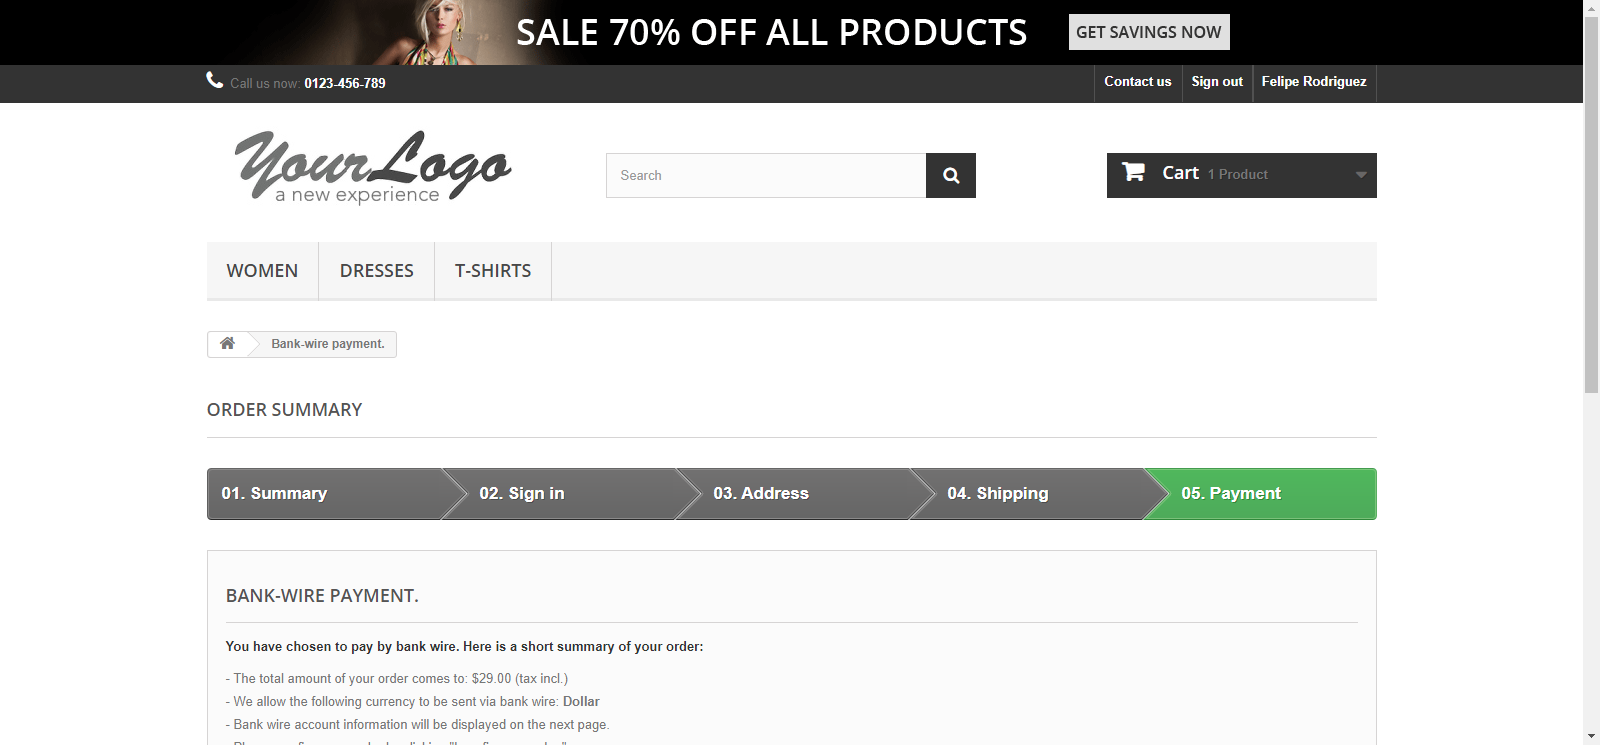 SALE 70% OFF ALL PRODUCTS GET SAVINGS NOW
Call us now: 0123-456-789 Contact us Sign out Felipe Rodriguez
Your Logo
a new experience
Search
Cart 1 Product
WOMEN DRESSES T-SHIRTS
Bank-wire payment.
ORDER SUMMARY
01. Summary 02. Sign in 03. Address 04. Shipping 05. Payment
BANK-WIRE PAYMENT.
You have chosen to pay by bank wire. Here is a short summary of your order:
- The total amount of your order comes to: $29.00 (tax incl.)
- We allow the following currency to be sent via bank wire: Dollar
- Bank wire account information will be displayed on the next page.